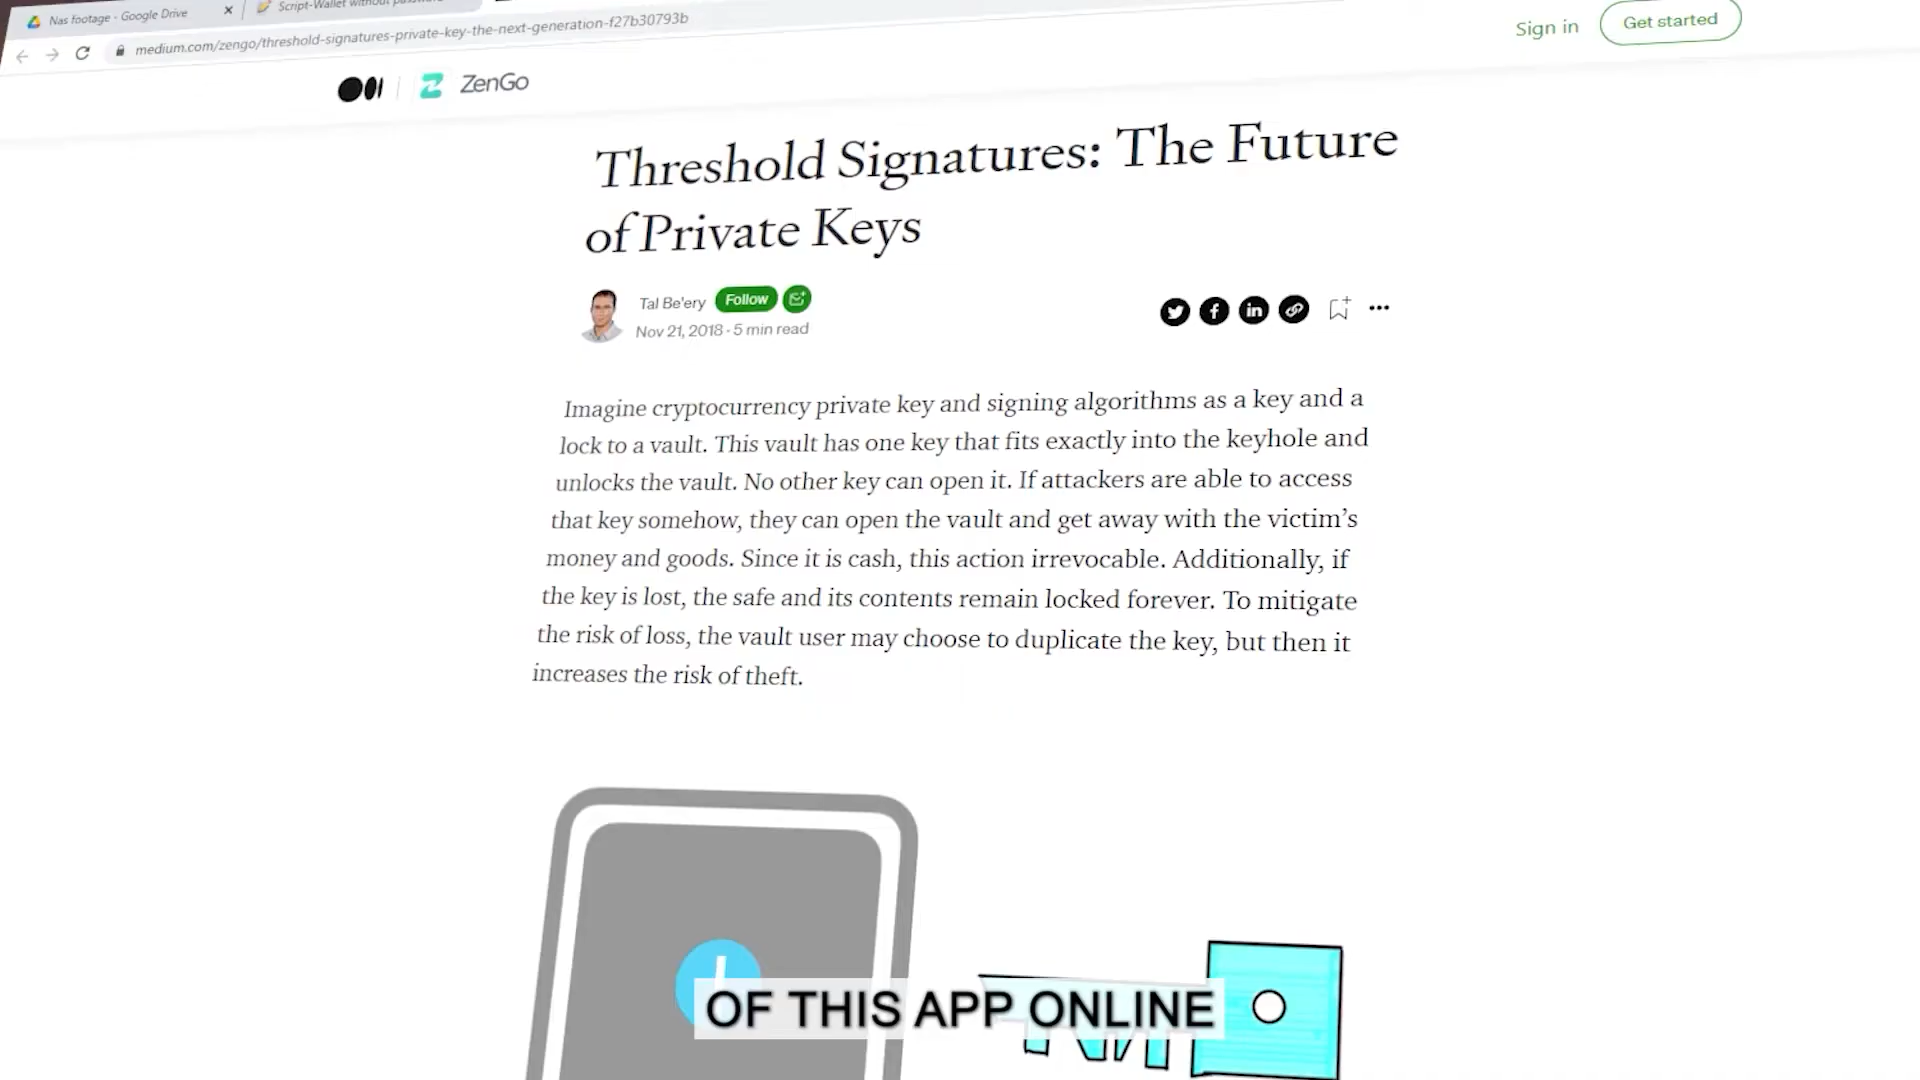 Nas footage - Google Drive
Script-Wallet without
medium.com/zengo/threshold-signatures-private-key-the-next-generation-f27b30793b
Sign in
Get started
ZenGo
Threshold Signatures: The Future
of Private Keys
Tal Be'ery Follow
Nov 21, 2018 · 5 min read
Imagine cryptocurrency private key and signing algorithms as a key and a
lock to a vault. This vault has one key that fits exactly into the keyhole and
unlocks the vault. No other key can open it. If attackers are able to access
that key somehow, they can open the vault and get away with the victim's
money and goods. Since it is cash, this action irrevocable. Additionally, if
the key is lost, the safe and its contents remain locked forever. To mitigate
the risk of loss, the vault user may choose to duplicate the key, but then it
increases the risk of theft.
OF THIS APP ONLINE